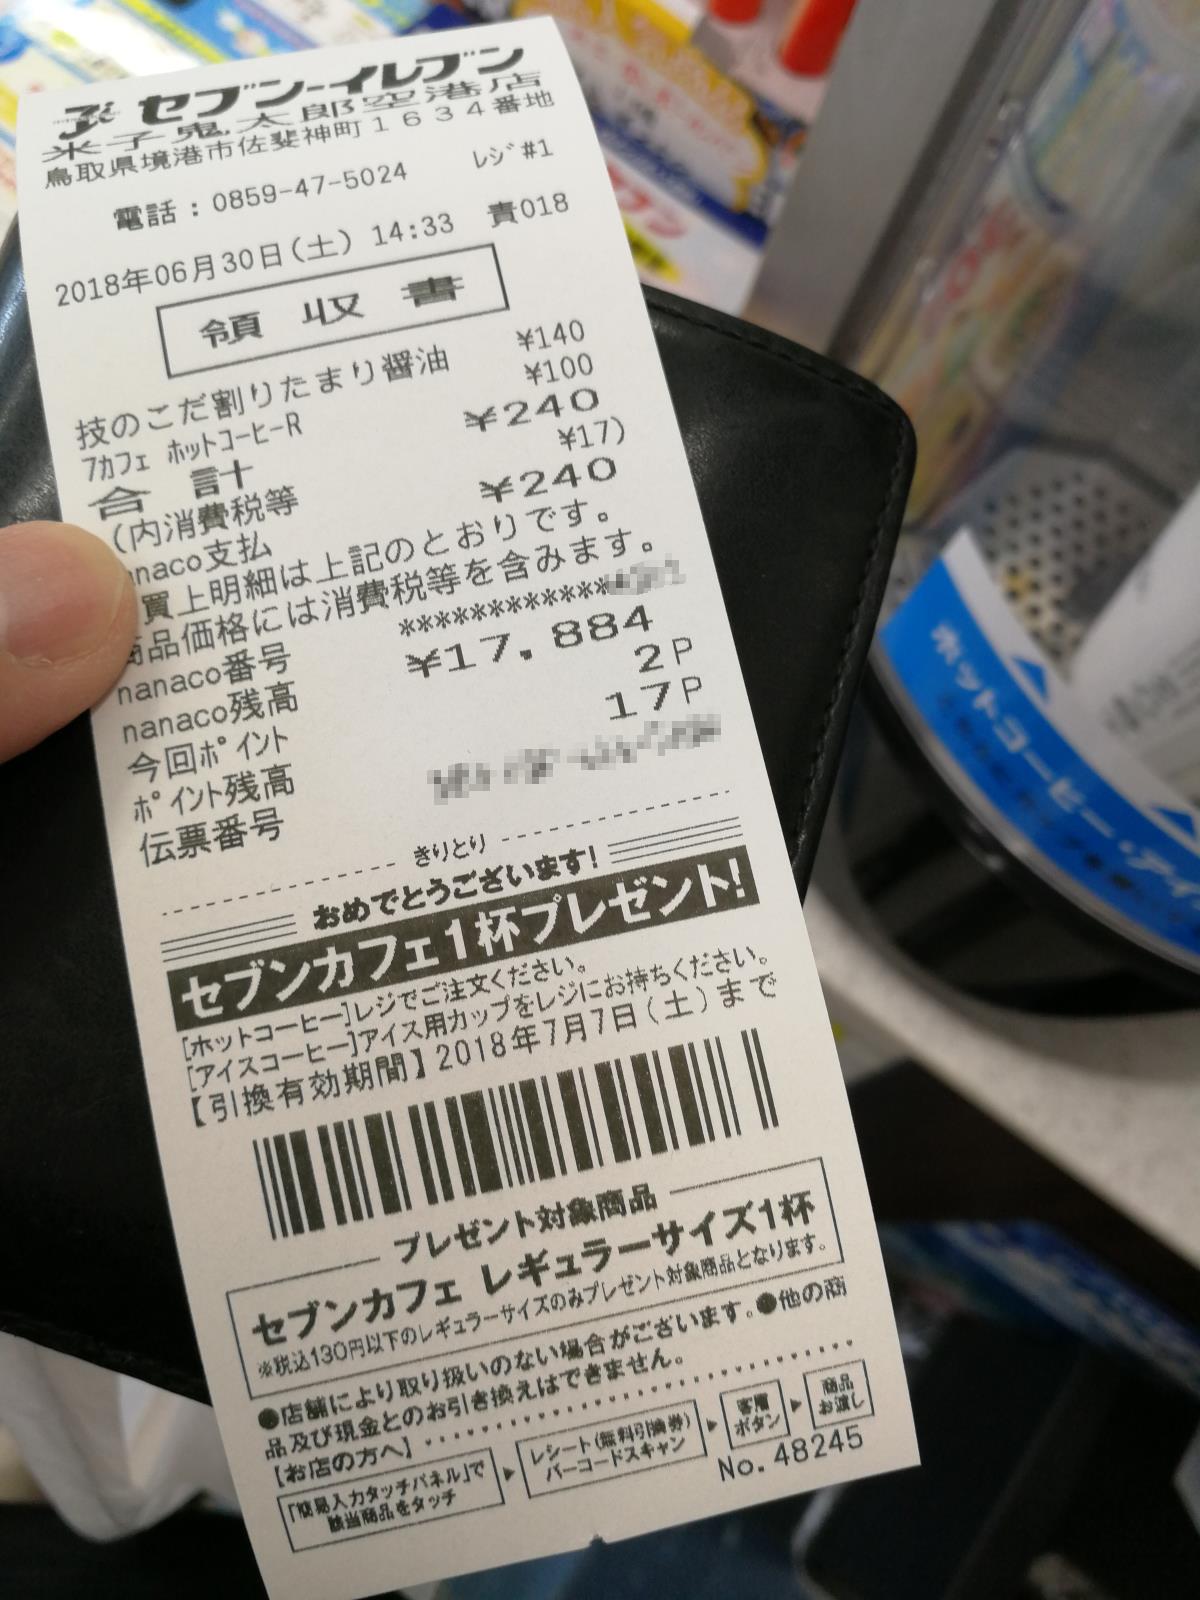 セブン-イレブン
米子鬼太郎空港店
鳥取県境港市佐斐神町1634番地
電話：0859-47-5024 レジ#1
2018年06月30日(土) 14:33 責018
領収書
技のこだ割りたまり醤油 ¥140
7カフェ ホットコーヒーR ¥100
合計 ¥240
(内消費税等 ¥17)
nanaco支払 ¥240
買上明細は上記のとおりです。
商品価格には消費税等を含みます。
nanaco番号 ************
nanaco残高 ¥17.884
今回ポイント 2P
ポイント残高 17P
伝票番号
きりとり
おめでとうございます!
セブンカフェ1杯プレゼント!
[ホットコーヒー]レジでご注文ください。
[アイスコーヒー]アイス用カップをレジにお持ちください。
【引換有効期間】2018年7月7日(土)まで
プレゼント対象商品
セブンカフェ レギュラーサイズ1杯
※税込130円以下のレギュラーサイズのみプレゼント対象商品となります。
●店舗により取り扱いのない場合がございます。●他の商
品及び現金とのお引き換えはできません。
【お店の方へ】
「簡易入力タッチパネル」で
該当商品をタッチ
レシート(無料引換券)
バーコードスキャン
客層
ボタン
商品
お渡し
No.48245
ホットコーヒー・アイ